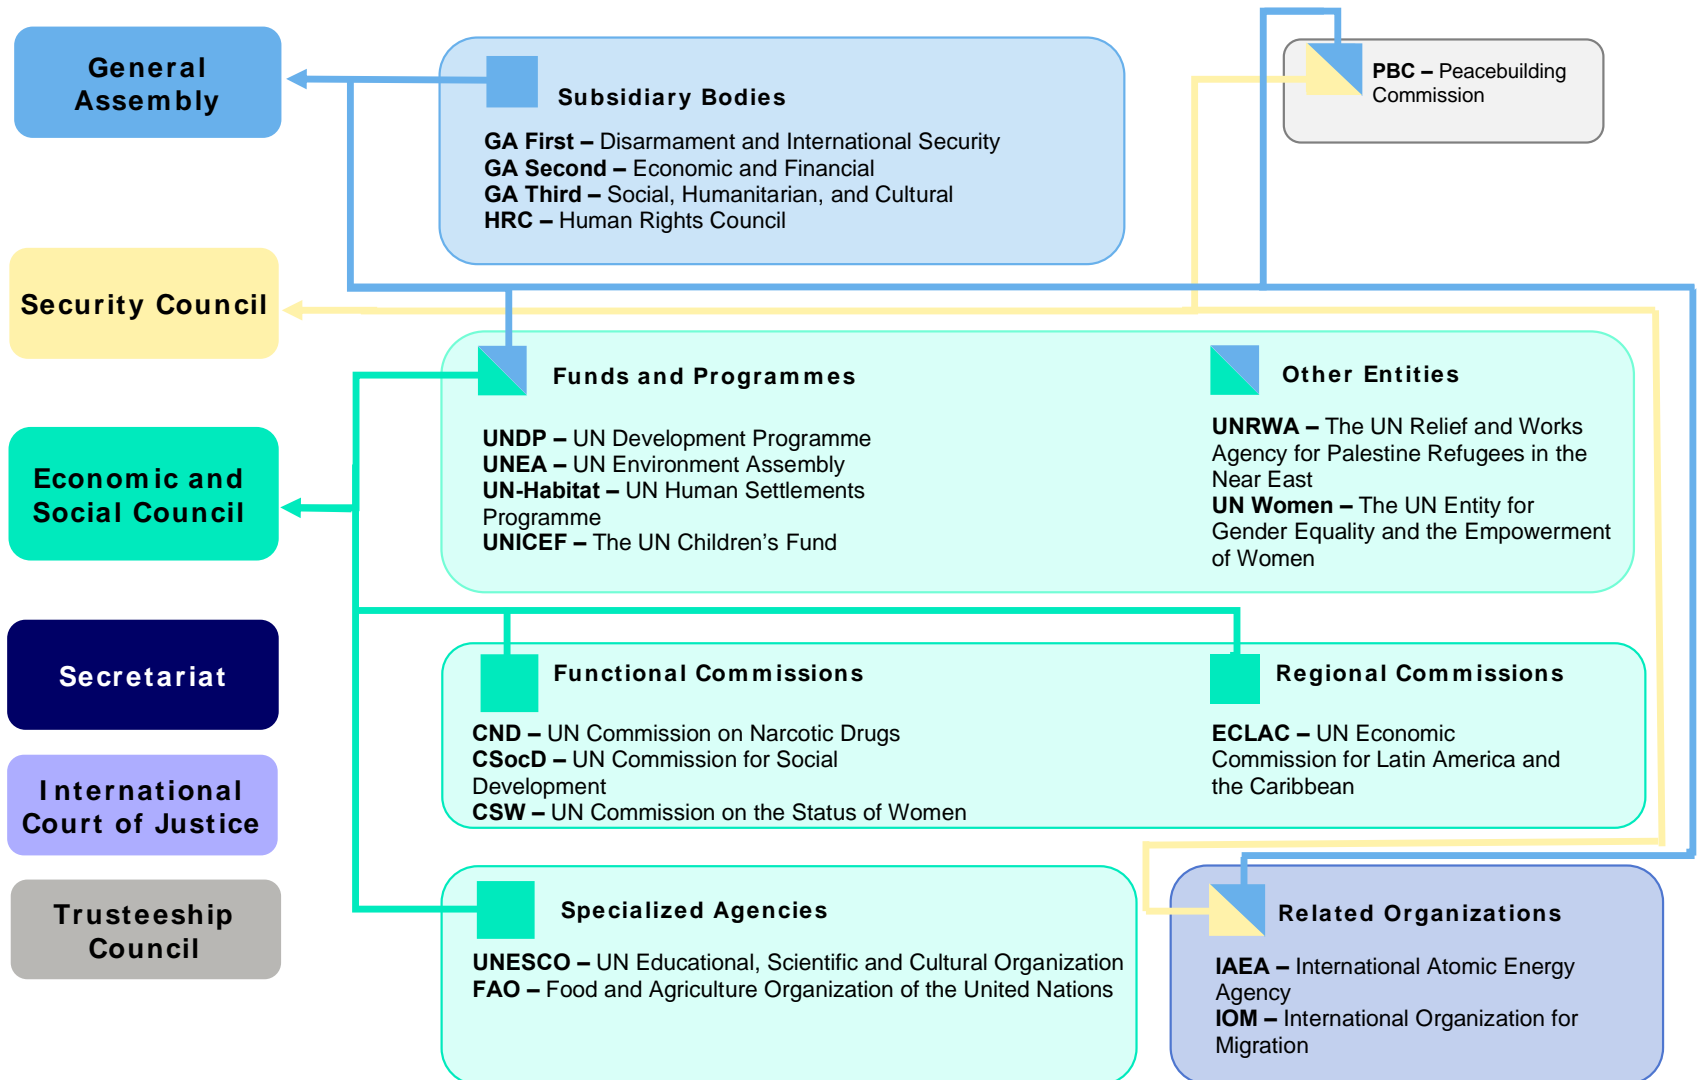 General
Assembly
Subsidiary Bodies
GA First – Disarmament and International Security
GA Second – Economic and Financial
GA Third – Social, Humanitarian, and Cultural
HRC – Human Rights Council
PBC – Peacebuilding
Commission
Security Council
Funds and Programmes
UNDP – UN Development Programme
UNEA – UN Environment Assembly
UN-Habitat – UN Human Settlements
Programme
UNICEF – The UN Children's Fund
Other Entities
UNRWA – The UN Relief and Works
Agency for Palestine Refugees in the
Near East
UN Women – The UN Entity for
Gender Equality and the Empowerment
of Women
Economic and
Social Council
Secretariat
Functional Commissions
CND – UN Commission on Narcotic Drugs
CSocD – UN Commission for Social
Development
CSW – UN Commission on the Status of Women
Regional Commissions
ECLAC – UN Economic
Commission for Latin America and
the Caribbean
International
Court of Justice
Trusteeship
Council
Specialized Agencies
UNESCO – UN Educational, Scientific and Cultural Organization
FAO – Food and Agriculture Organization of the United Nations
Related Organizations
IAEA – International Atomic Energy
Agency
IOM – International Organization for
Migration